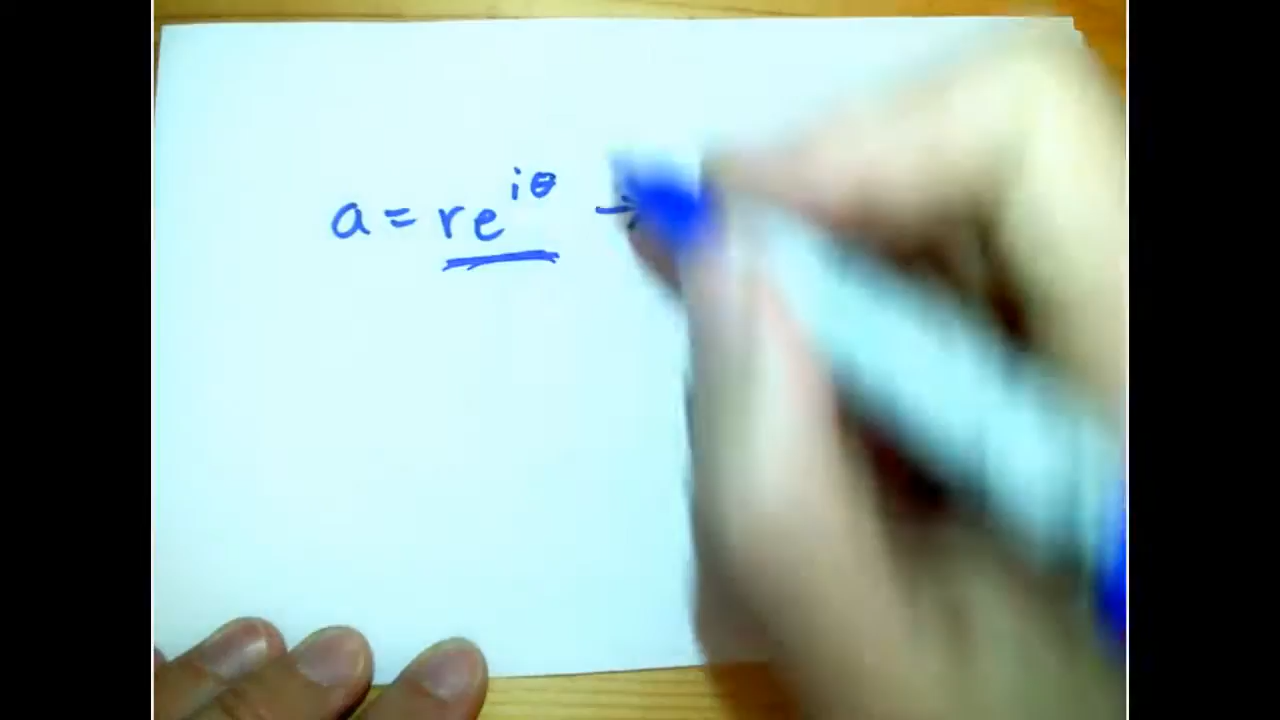 a = re^{iθ} →